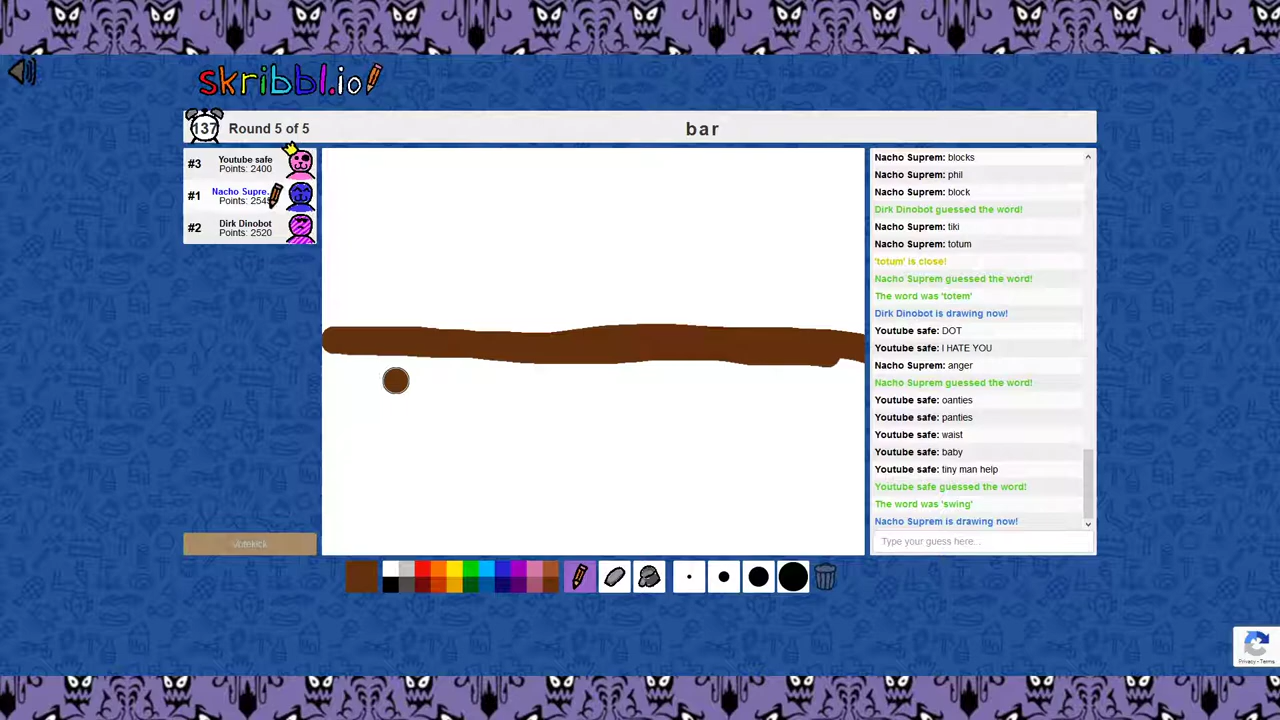 skribbl.io
137
Round 5 of 5
bar
#3
Youtube safe
Points: 2400
#1
Nacho Supre...
Points: 254
#2
Dirk Dinobot
Points: 2520
Votekick
Nacho Suprem: blocks
Nacho Suprem: phil
Nacho Suprem: block
Dirk Dinobot guessed the word!
Nacho Suprem: tiki
Nacho Suprem: totum
'totum' is close!
Nacho Suprem guessed the word!
The word was 'totem'
Dirk Dinobot is drawing now!
Youtube safe: DOT
Youtube safe: I HATE YOU
Nacho Suprem: anger
Nacho Suprem guessed the word!
Youtube safe: oanties
Youtube safe: panties
Youtube safe: waist
Youtube safe: baby
Youtube safe: tiny man help
Youtube safe guessed the word!
The word was 'swing'
Nacho Suprem is drawing now!
Type your guess here...
Privacy - Terms